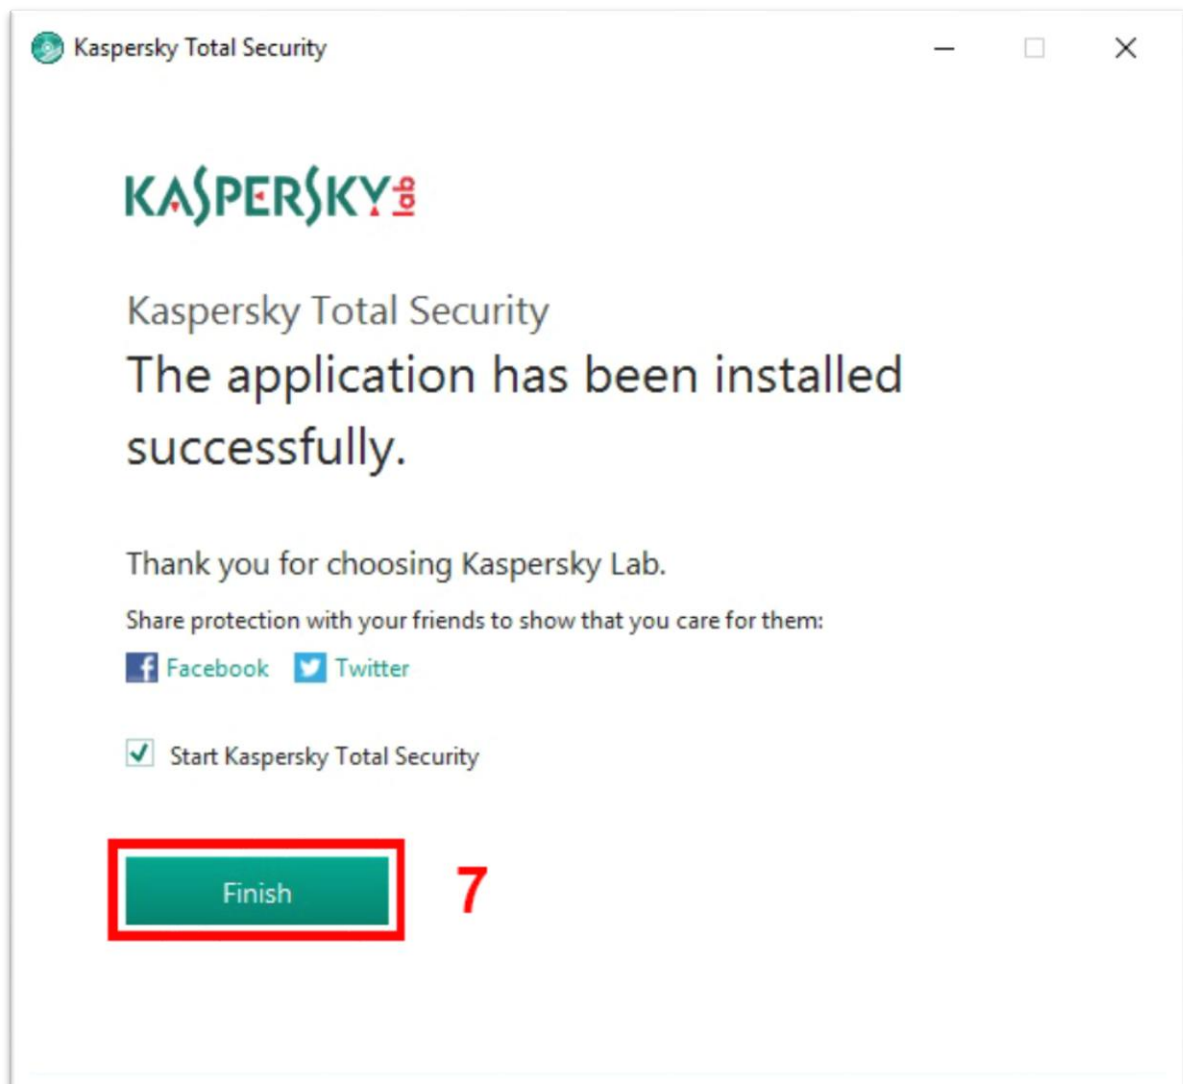 Kaspersky Total Security
KASPERSKY lab
Kaspersky Total Security
The application has been installed
successfully.
Thank you for choosing Kaspersky Lab.
Share protection with your friends to show that you care for them:
Facebook Twitter
Start Kaspersky Total Security
Finish 7